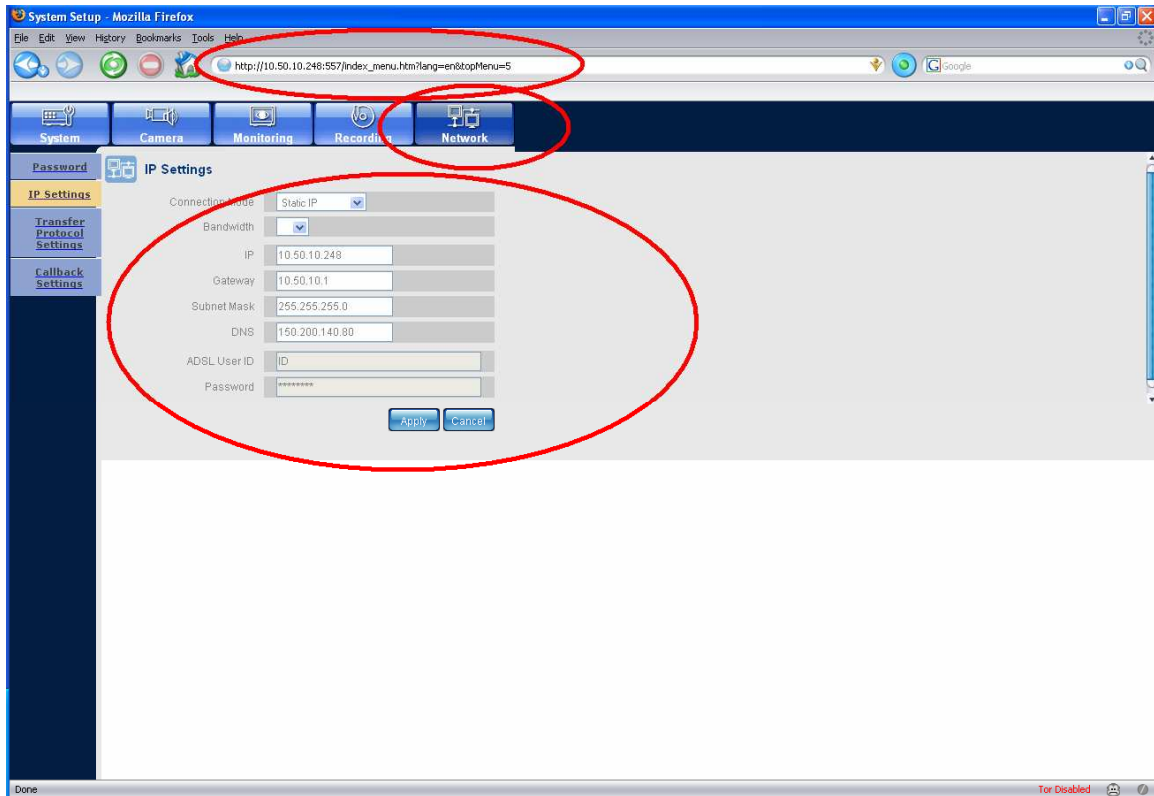 System Setup - Mozilla Firefox
File Edit View History Bookmarks Tools Help
http://10.50.10.248:557/index_menu.htm?lang=en&topMenu=5
G Google
System Camera Monitoring Recording Network
Password
IP Settings
Transfer
Protocol
Settings
Callback
Settings
IP Settings
Connection Mode Static IP
Bandwidth
IP 10.50.10.248
Gateway 10.50.10.1
Subnet Mask 255.255.255.0
DNS 150.200.140.80
ADSL User ID ID
Password ********
Apply Cancel
Done Tor Disabled